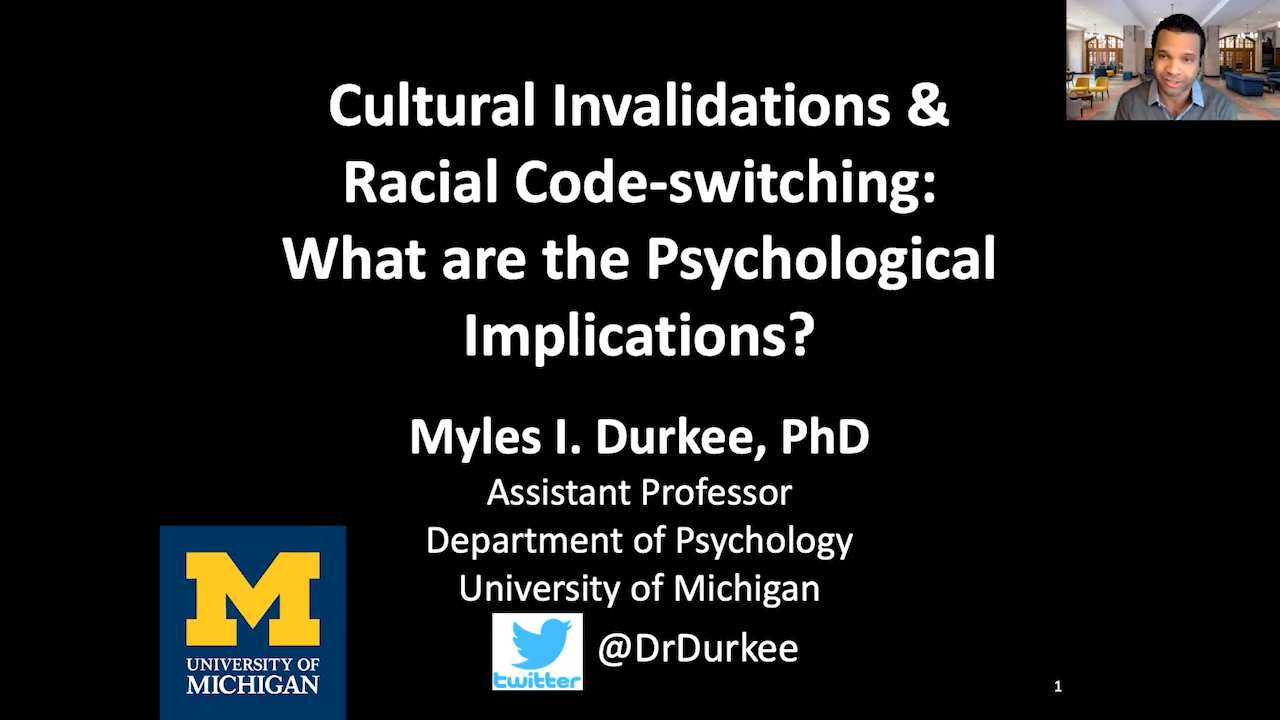 Cultural Invalidations &
Racial Code-switching:
What are the Psychological
Implications?
Myles I. Durkee, PhD
Assistant Professor
Department of Psychology
University of Michigan
@DrDurkee
twitter
M
UNIVERSITY OF
MICHIGAN
1